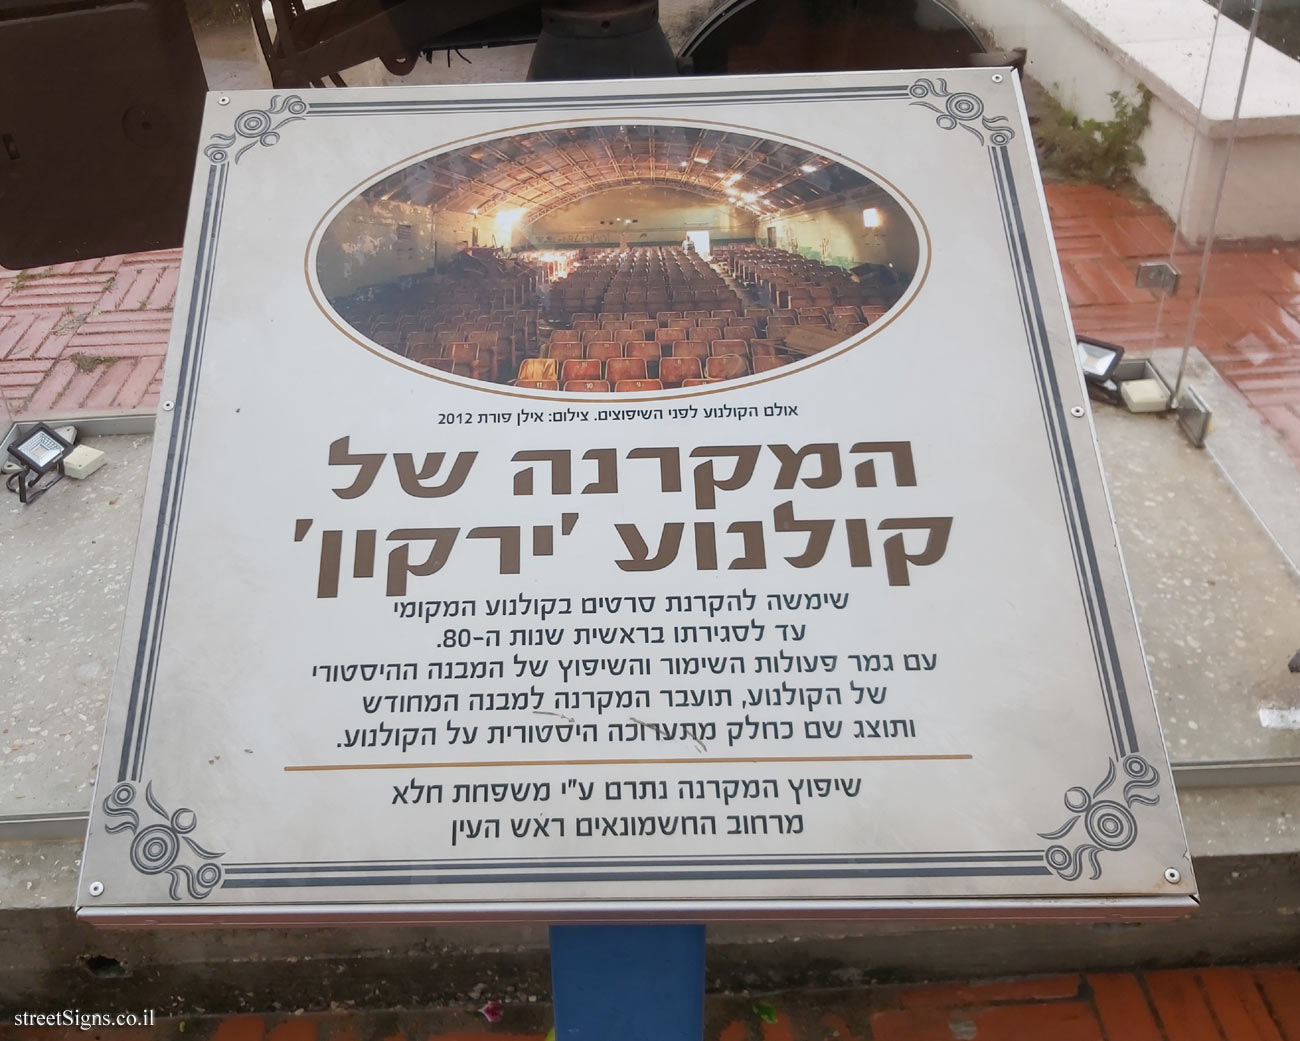 אולם הקולנוע לפני השיפוצים. צילום: אילן פורת 2012
המקרנה של
קולנוע 'ירקון'
שימשה להקרנת סרטים בקולנוע המקומי
עד לסגירתו בראשית שנות ה-80.
עם גמר פעולות השימור והשיפוץ של המבנה ההיסטורי
של הקולנוע, תועבר המקרנה למבנה המחודש
ותוצג שם כחלק מתערוכה היסטורית על הקולנוע.
שיפוץ המקרנה נתרם ע"י משפחת חלא
מרחוב החשמונאים ראש העין
streetSigns.co.il